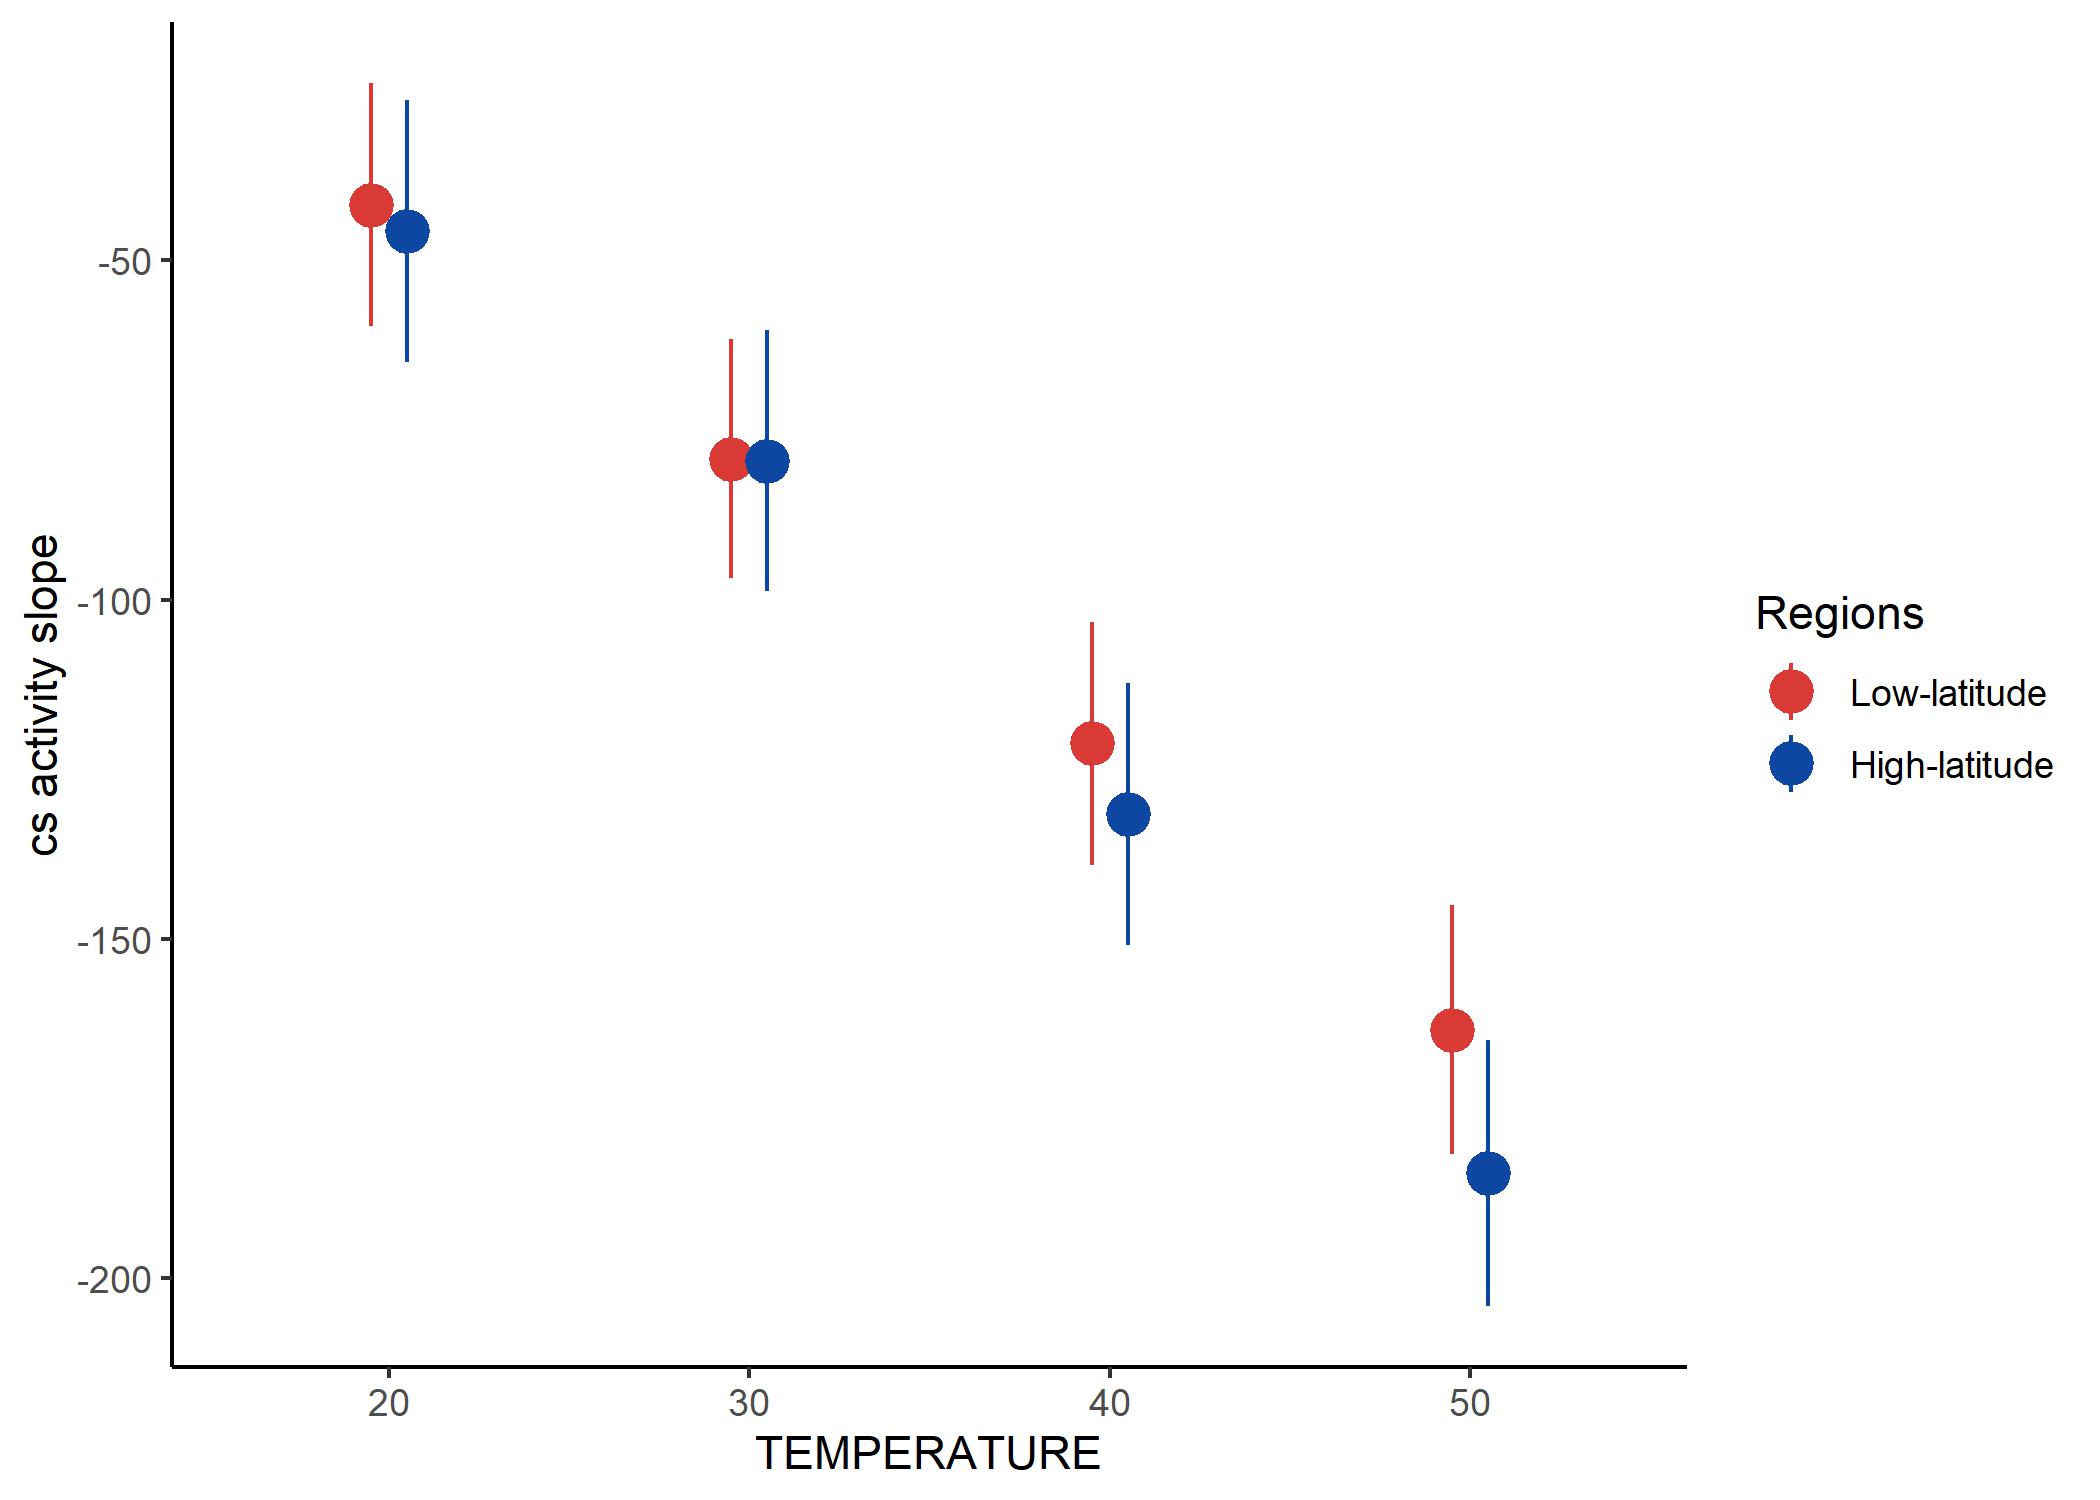 cs activity slope
-50
-100
-150
-200
20 30 40 50
TEMPERATURE
Regions
Low-latitude
High-latitude